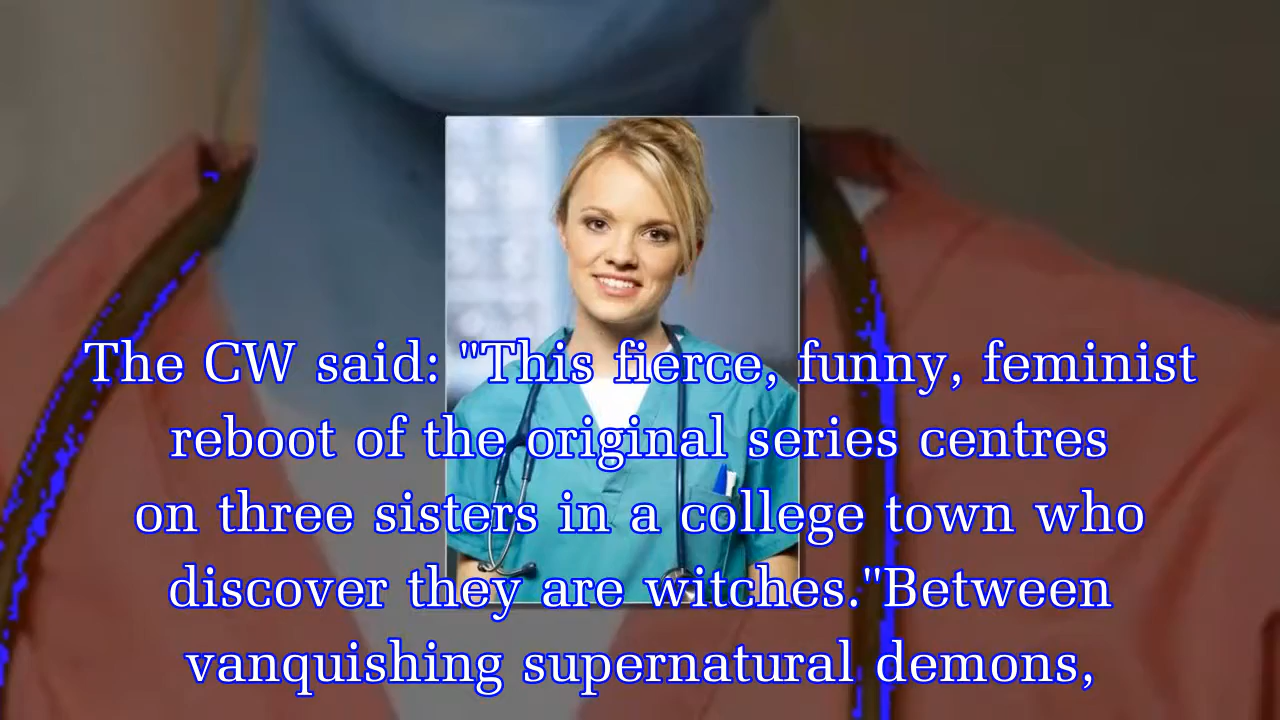 The CW said: "This fierce, funny, feminist
reboot of the original series centres
on three sisters in a college town who
discover they are witches."Between
vanquishing supernatural demons,